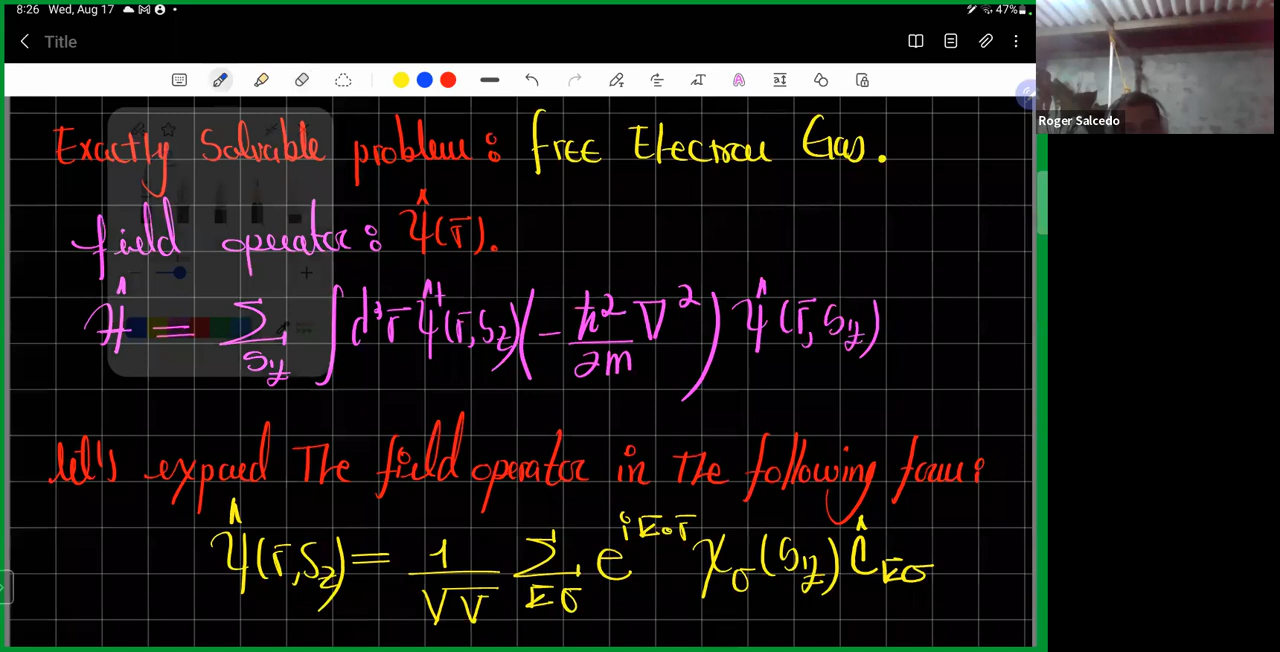 8:26 Wed, Aug 17
47%
Title
Roger Salcedo
Exactly Solvable problem: free Electron Gas.
field operator: ψ̂(r̄).
Ĥ = Σ_{S_z} ∫ d³r̄ ψ̂†(r̄, S_z) (−ħ²/2m ∇²) ψ̂(r̄, S_z)
let's expand The field operator in The following form:
ψ̂(r̄, S_z) = 1/√V Σ_{k̄σ} e^{i k̄·r̄} χ_σ(S_z) ĉ_{k̄σ}